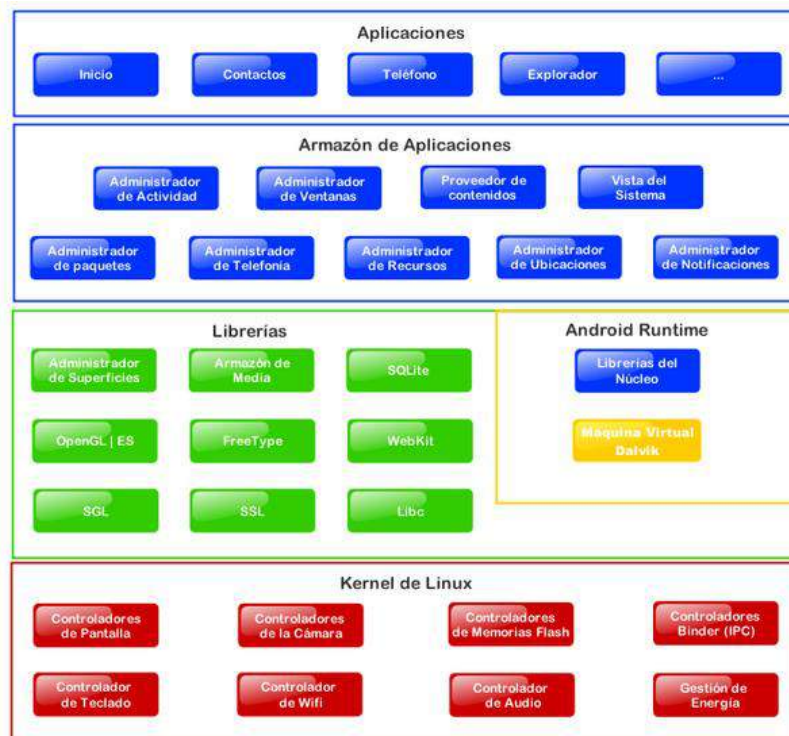 Aplicaciones
Inicio
Contactos
Teléfono
Explorador
...
Armazón de Aplicaciones
Administrador
de Actividad
Administrador
de Ventanas
Proveedor de
contenidos
Vista del
Sistema
Administrador
de paquetes
Administrador
de Telefonía
Administrador
de Recursos
Administrador
de Ubicaciones
Administrador
de Notificaciones
Librerías
Administrador
de Superficies
Armazón de
Media
SQLite
OpenGL | ES
FreeType
WebKit
SGL
SSL
Libc
Android Runtime
Librerías del
Núcleo
Maquina Virtual
Dalvik
Kernel de Linux
Controladores
de Pantalla
Controladores
de la Cámara
Controladores
de Memorias Flash
Controladores
Binder (IPC)
Controlador
de Teclado
Controlador
de Wifi
Controlador
de Audio
Gestión de
Energía